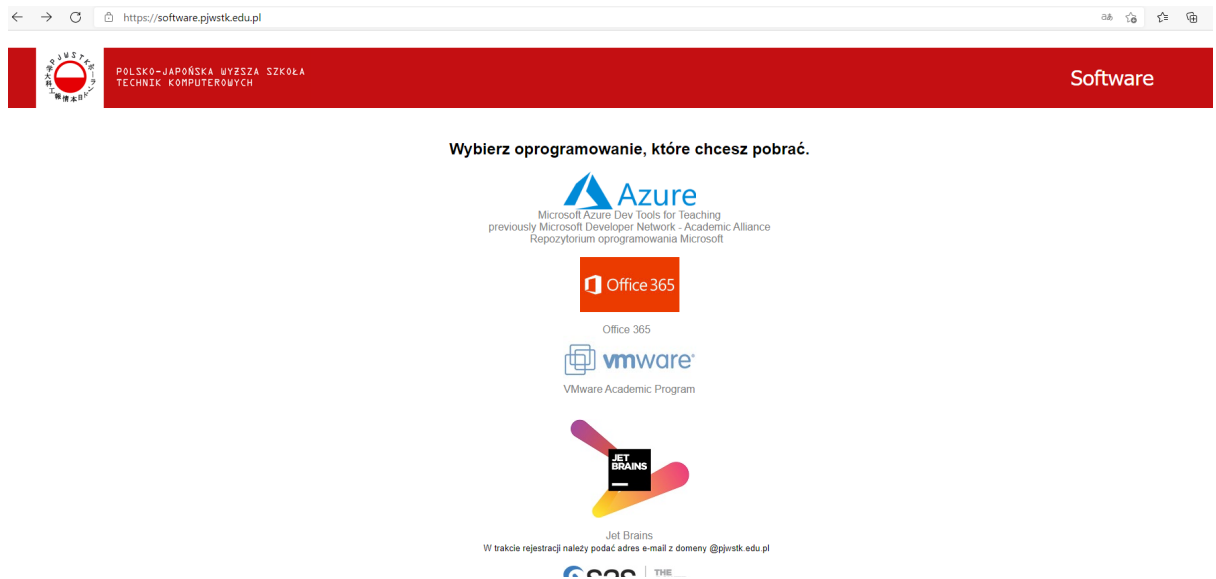 https://software.pjwstk.edu.pl
POLSKO-JAPOŃSKA WYŻSZA SZKOŁA
TECHNIK KOMPUTEROWYCH
Software
Wybierz oprogramowanie, które chcesz pobrać.
Azure
Microsoft Azure Dev Tools for Teaching
previously Microsoft Developer Network - Academic Alliance
Repozytorium oprogramowania Microsoft
Office 365
Office 365
vmware®
VMware Academic Program
JET
BRAINS
Jet Brains
W trakcie rejestracji należy podać adres e-mail z domeny @pjwstk.edu.pl
sas THE